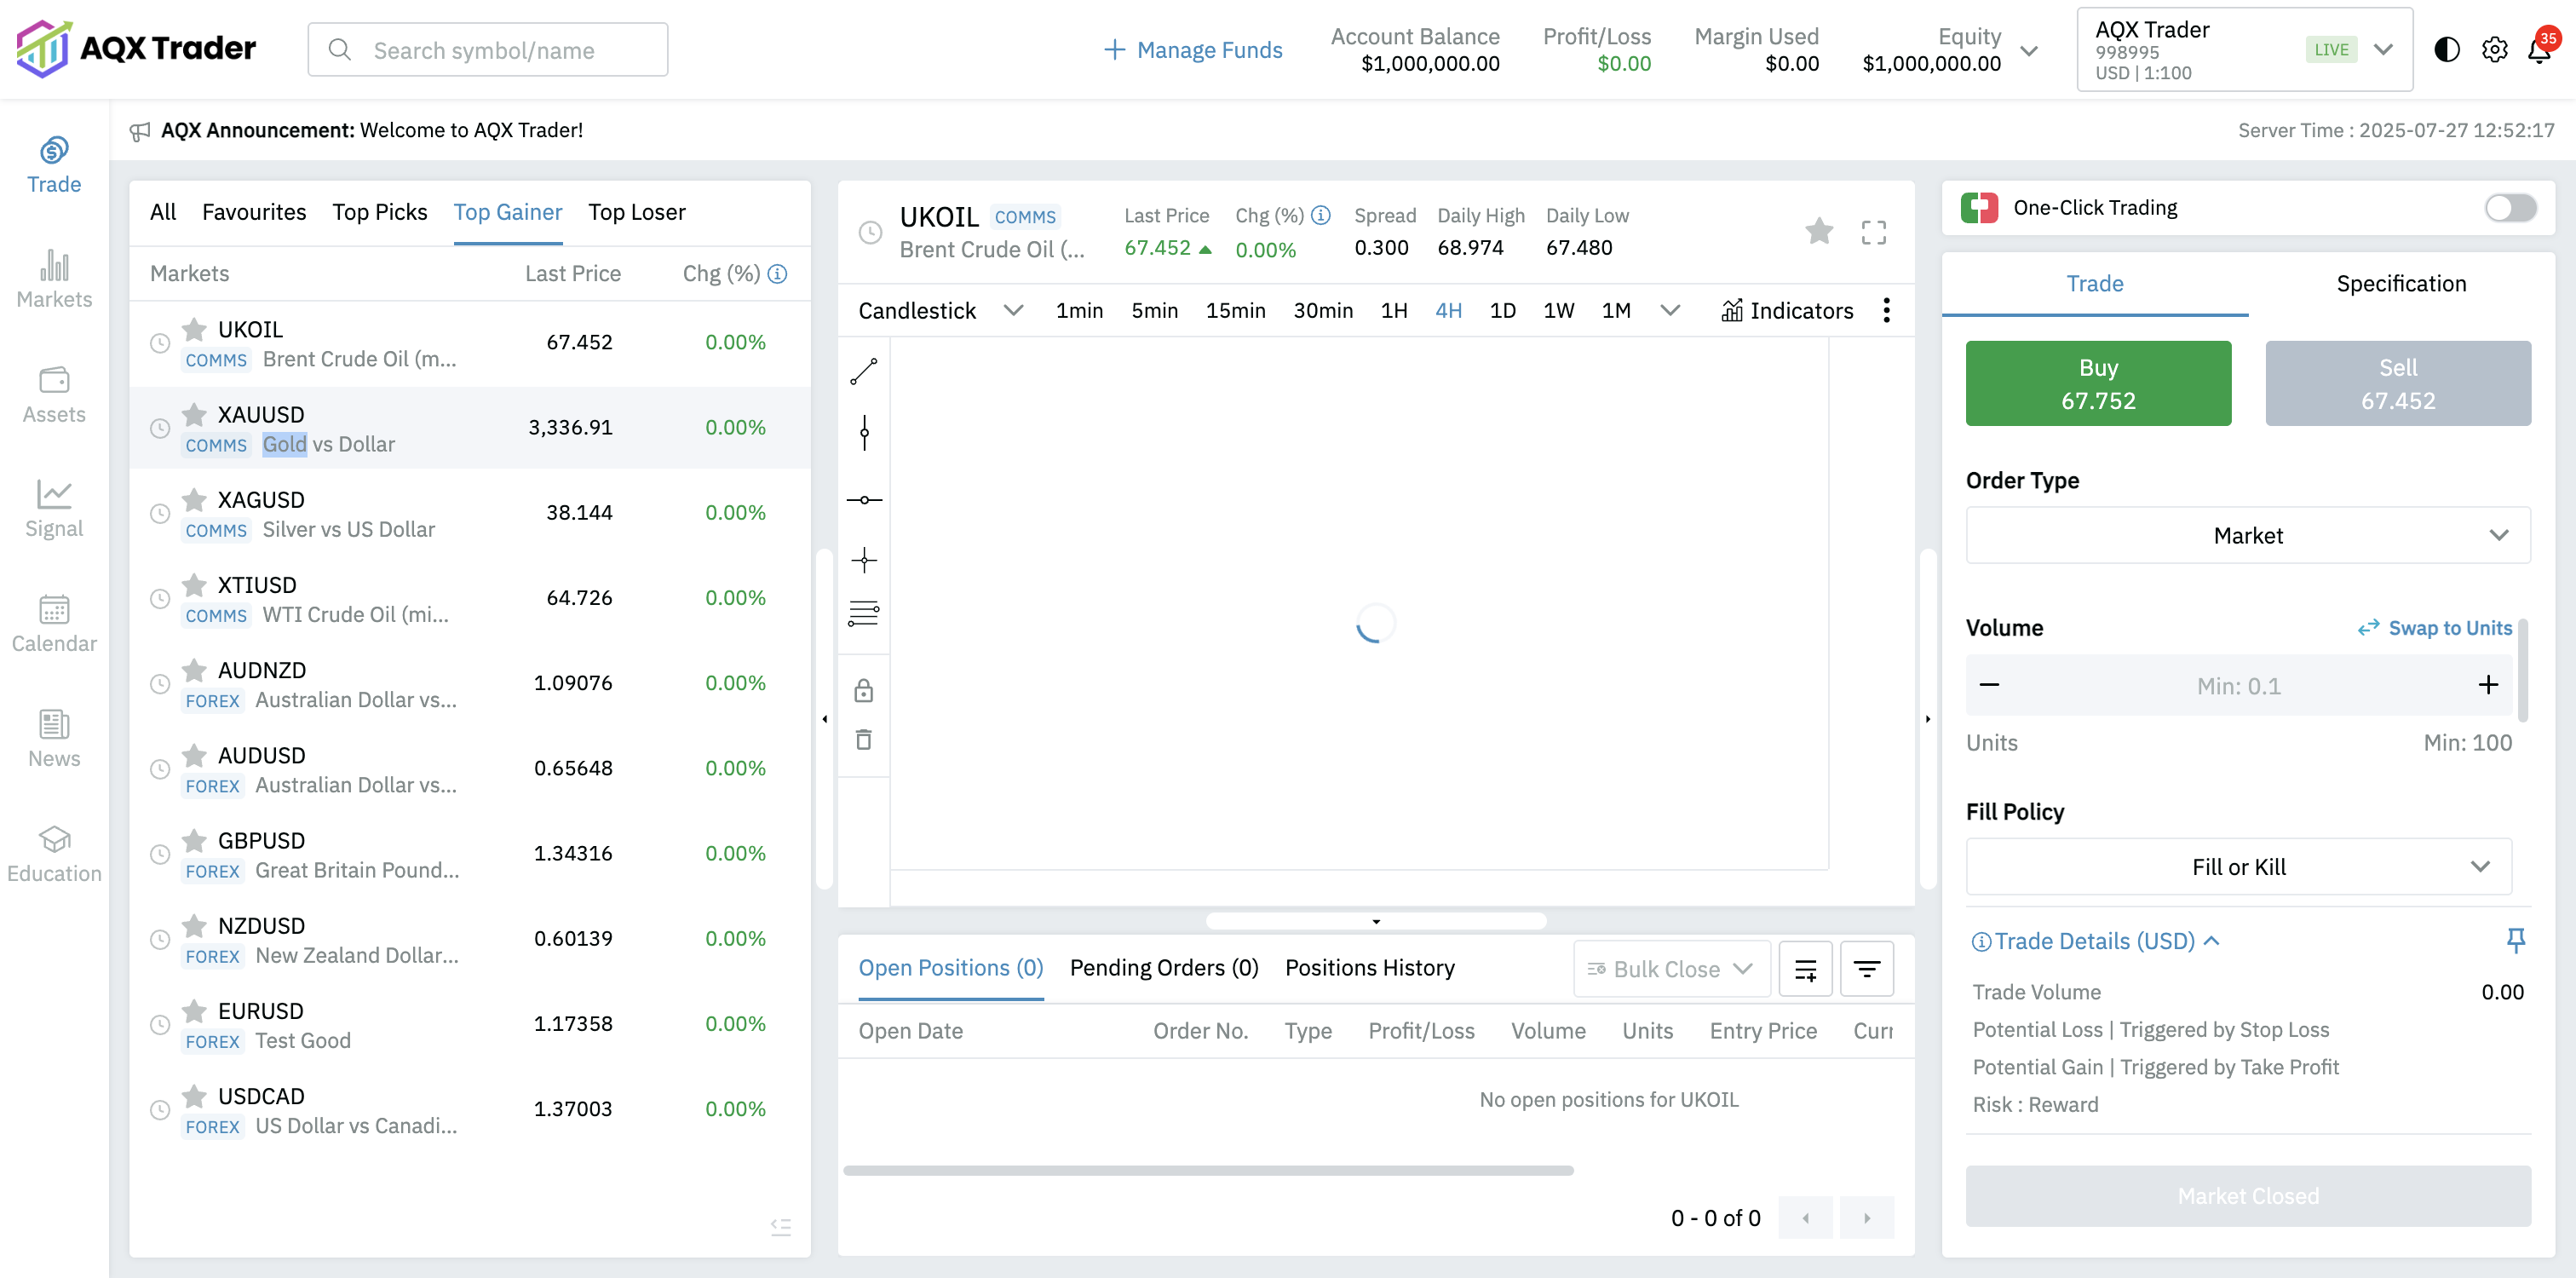 AQX Trader
Search symbol/name
Manage Funds
Account Balance
$1,000,000.00
Profit/Loss
$0.00
Margin Used
$0.00
Equity
$1,000,000.00
AQX Trader
998995
USD | 1:100
LIVE
35
AQX Announcement: Welcome to AQX Trader!
Server Time : 2025-07-27 12:52:17
Trade
Markets
Assets
Signal
Calendar
News
Education
All Favourites Top Picks Top Gainer Top Loser
Markets Last Price Chg (%)
UKOIL
COMMS Brent Crude Oil (m...
67.452 0.00%
XAUUSD
COMMS Gold vs Dollar
3,336.91 0.00%
XAGUSD
COMMS Silver vs US Dollar
38.144 0.00%
XTIUSD
COMMS WTI Crude Oil (mi...
64.726 0.00%
AUDNZD
FOREX Australian Dollar vs...
1.09076 0.00%
AUDUSD
FOREX Australian Dollar vs...
0.65648 0.00%
GBPUSD
FOREX Great Britain Pound...
1.34316 0.00%
NZDUSD
FOREX New Zealand Dollar...
0.60139 0.00%
EURUSD
FOREX Test Good
1.17358 0.00%
USDCAD
FOREX US Dollar vs Canadi...
1.37003 0.00%
UKOIL COMMS
Brent Crude Oil (...
Last Price
67.452
Chg (%)
0.00%
Spread
0.300
Daily High
68.974
Daily Low
67.480
Candlestick 1min 5min 15min 30min 1H 4H 1D 1W 1M Indicators
Open Positions (0) Pending Orders (0) Positions History Bulk Close
Open Date Order No. Type Profit/Loss Volume Units Entry Price Curr
No open positions for UKOIL
0 - 0 of 0
One-Click Trading
Trade Specification
Buy
67.752
Sell
67.452
Order Type
Market
Volume Swap to Units
Min: 0.1
Units Min: 100
Fill Policy
Fill or Kill
Trade Details (USD)
Trade Volume 0.00
Potential Loss | Triggered by Stop Loss
Potential Gain | Triggered by Take Profit
Risk : Reward
Market Closed